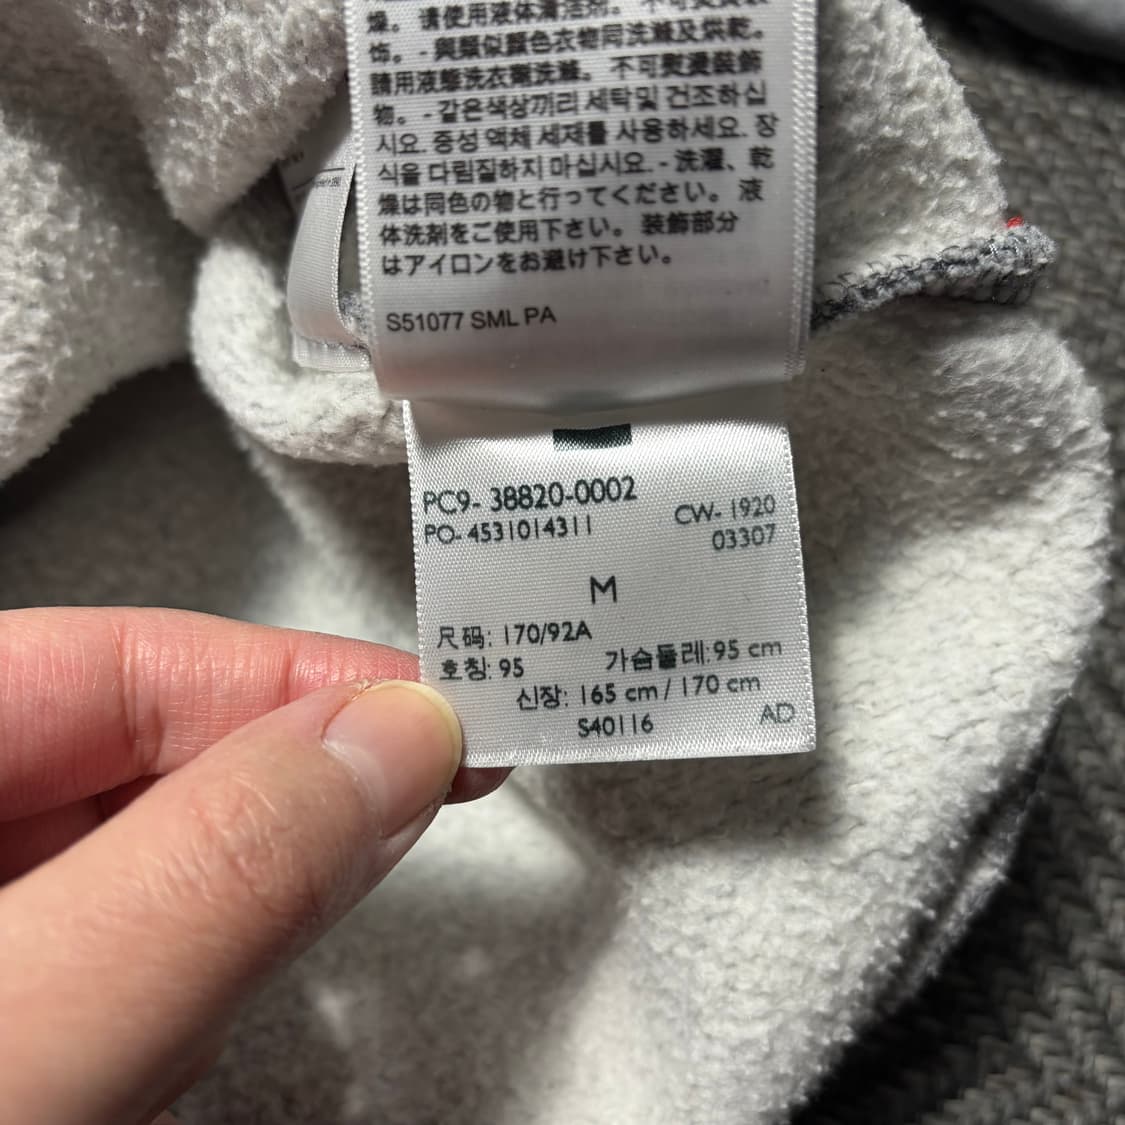 燥。请使用液体清洁剂。不可熨烫装
饰。- 與類似顏色衣物同洗滌及烘乾。
請用液態洗衣劑洗滌。不可熨燙裝飾
物。- 같은색상끼리 세탁및 건조하십
시요. 중성 액체 세제를 사용하세요. 장
식을 다림질하지 마십시요. - 洗濯、乾
燥は同色の物と行ってください。液
体洗剤をご使用下さい。装飾部分
はアイロンをお避け下さい。
S51077 SML PA
PC9- 38820-0002
CW- 1920
PO- 4531014311
03307
M
尺码: 170/92A
호칭: 95 가슴둘레:95 cm
신장: 165 cm / 170 cm
S40116
AD